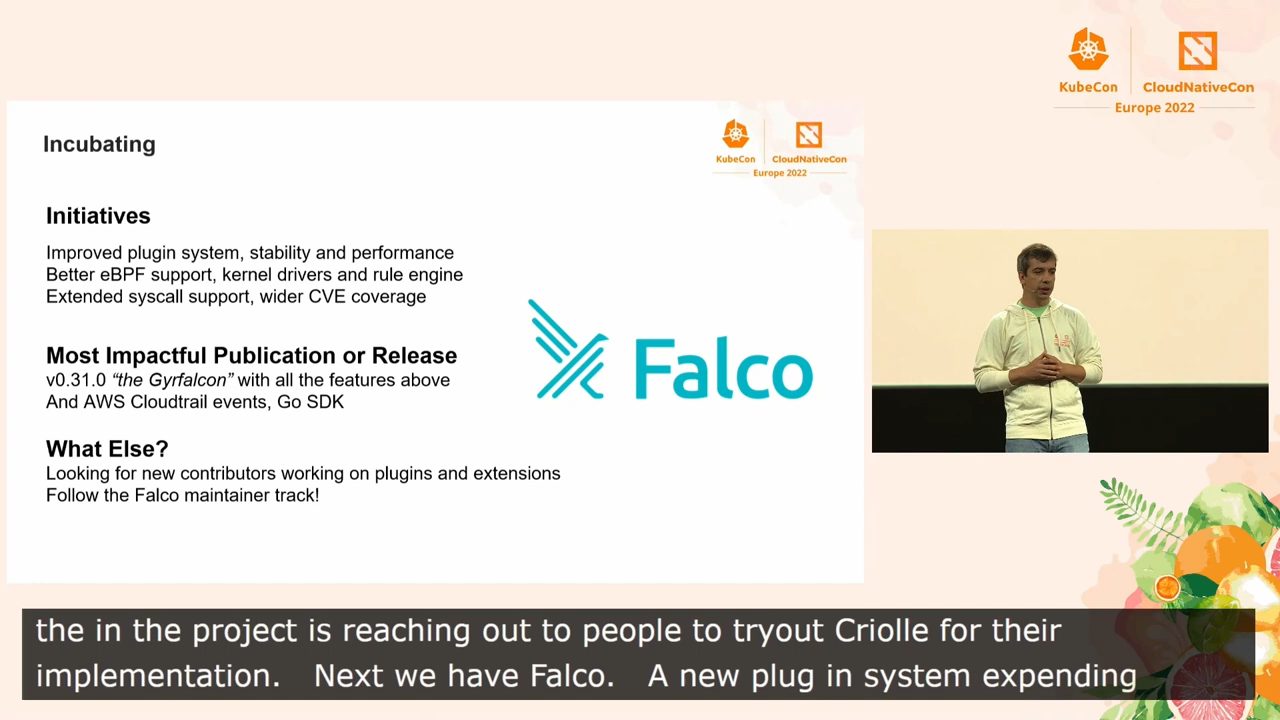 KubeCon
CloudNativeCon
Europe 2022
Incubating
KubeCon
CloudNativeCon
Europe 2022
Initiatives
Improved plugin system, stability and performance
Better eBPF support, kernel drivers and rule engine
Extended syscall support, wider CVE coverage
Most Impactful Publication or Release
v0.31.0 “the Gyrfalcon” with all the features above
And AWS Cloudtrail events, Go SDK
Falco
What Else?
Looking for new contributors working on plugins and extensions
Follow the Falco maintainer track!
the in the project is reaching out to people to tryout Criolle for their
implementation. Next we have Falco. A new plug in system expending